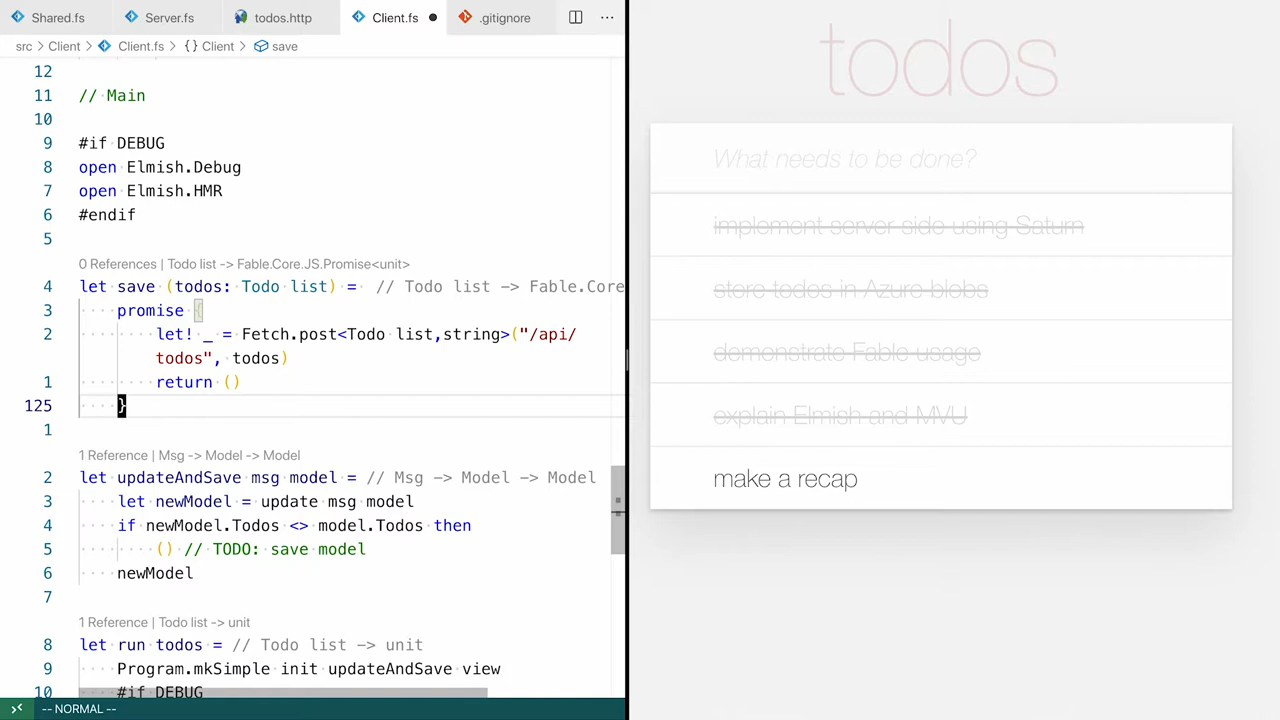 Shared.fs Server.fs todos.http Client.fs .gitignore
src > Client > Client.fs > {} Client > save
12
11 // Main
10
9 #if DEBUG
8 open Elmish.Debug
7 open Elmish.HMR
6 #endif
5
0 References | Todo list -> Fable.Core.JS.Promise<unit>
4 let save (todos: Todo list) = // Todo list -> Fable.Core
3 promise {
2 let! _ = Fetch.post<Todo list,string>("/api/
todos", todos)
1 return ()
125 }
1
1 Reference | Msg -> Model -> Model
2 let updateAndSave msg model = // Msg -> Model -> Model
3 let newModel = update msg model
4 if newModel.Todos <> model.Todos then
5 () // TODO: save model
6 newModel
7
1 Reference | Todo list -> unit
8 let run todos = // Todo list -> unit
9 Program.mkSimple init updateAndSave view
10 #if DEBUG
-- NORMAL --
todos
What needs to be done?
implement server side using Saturn
store todos in Azure blobs
demonstrate Fable usage
explain Elmish and MVU
make a recap